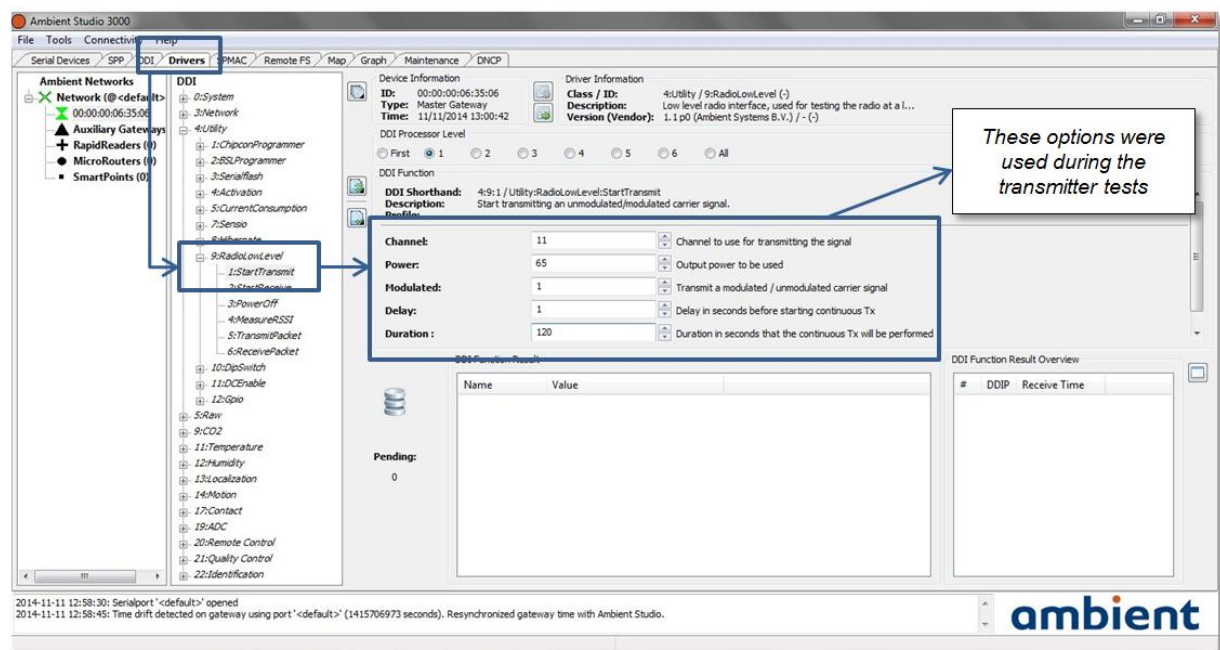 Ambient Studio 3000
File Tools Connectivity Help
Serial Devices SPP DDI Drivers SPMAC Remote FS Map Graph Maintenance DNCP
Ambient Networks
Network (@<default>
00:00:00:06:35:06
Auxiliary Gateways
RapidReaders (0)
MicroRouters (0)
SmartPoints (0)
DDI
0:System
3:Network
4:Utility
1:ChipconProgrammer
2:BSLProgrammer
3:Serialflash
4:Activation
5:CurrentConsumption
7:Sensio
8:Hibernate
9:RadioLowLevel
1:StartTransmit
2:StartReceive
3:PowerOff
4:MeasureRSSI
5:TransmitPacket
6:ReceivePacket
10:DipSwitch
11:DCEnable
12:Gpio
5:Raw
9:CO2
11:Temperature
12:Humidity
13:Localization
14:Motion
17:Contact
19:ADC
20:Remote Control
21:Quality Control
22:Identification
Device Information
ID: 00:00:00:06:35:06
Type: Master Gateway
Time: 11/11/2014 13:00:42
Driver Information
Class / ID: 4:Utility / 9:RadioLowLevel (-)
Description: Low level radio interface, used for testing the radio at a l...
Version (Vendor): 1.1 p0 (Ambient Systems B.V.) / - (-)
DDI Processor Level
First 1 2 3 4 5 6 All
DDI Function
DDI Shorthand: 4:9:1 / Utility:RadioLowLevel:StartTransmit
Description: Start transmitting an unmodulated/modulated carrier signal.
Profile:
Channel: 11 Channel to use for transmitting the signal
Power: 65 Output power to be used
Modulated: 1 Transmit a modulated / unmodulated carrier signal
Delay: 1 Delay in seconds before starting continuous Tx
Duration : 120 Duration in seconds that the continuous Tx will be performed
These options were
used during the
transmitter tests
DDI Function Result
Name Value
Pending:
0
DDI Function Result Overview
# DDIP Receive Time
2014-11-11 12:58:30: Serialport '<default>' opened
2014-11-11 12:58:45: Time drift detected on gateway using port '<default>' (1415706973 seconds). Resynchronized gateway time with Ambient Studio.
ambient